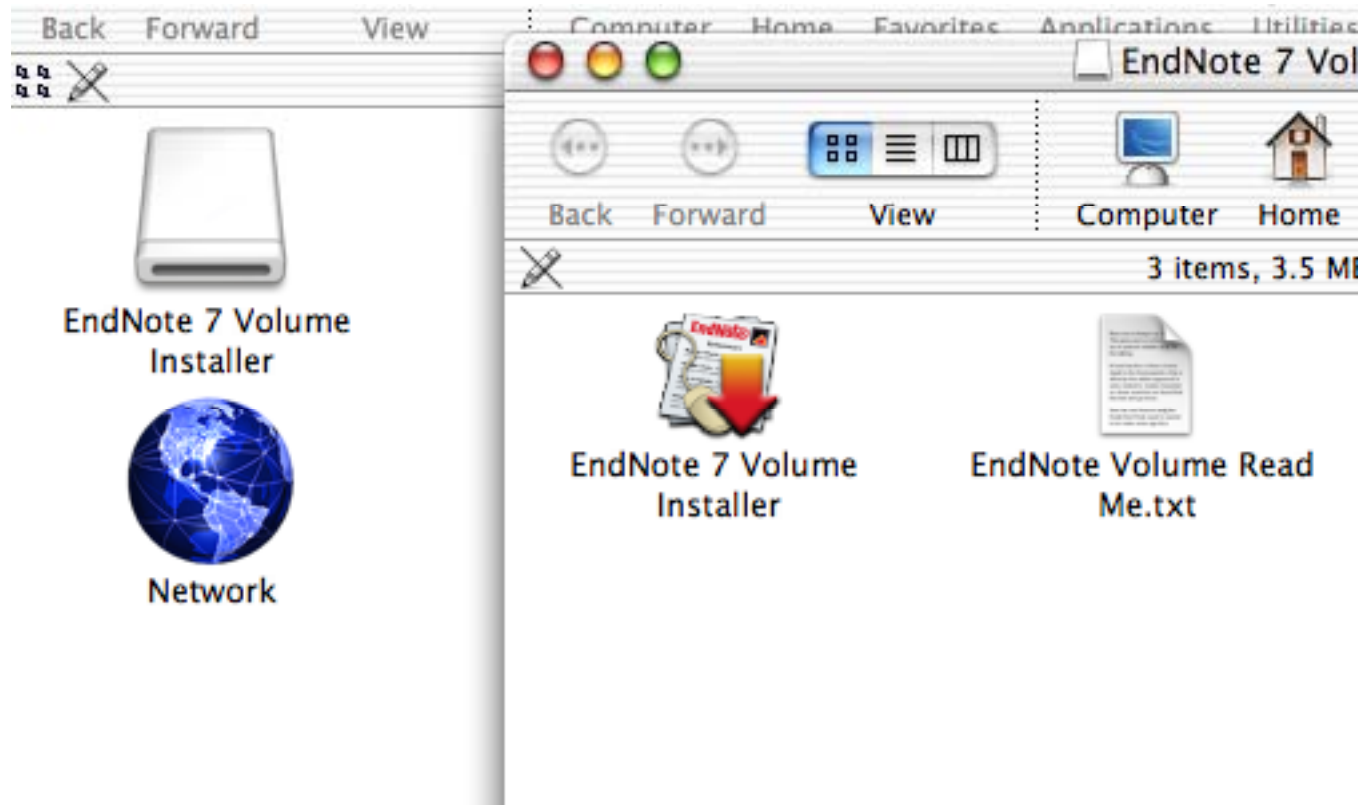 Back Forward View Computer Home Favorites Applications Utilities
EndNote 7 Volume
Installer
Network
EndNote 7 Vol
Back Forward View Computer Home
3 items, 3.5 MB
EndNote
EndNote 7 Volume
Installer
EndNote Volume Read
Me.txt